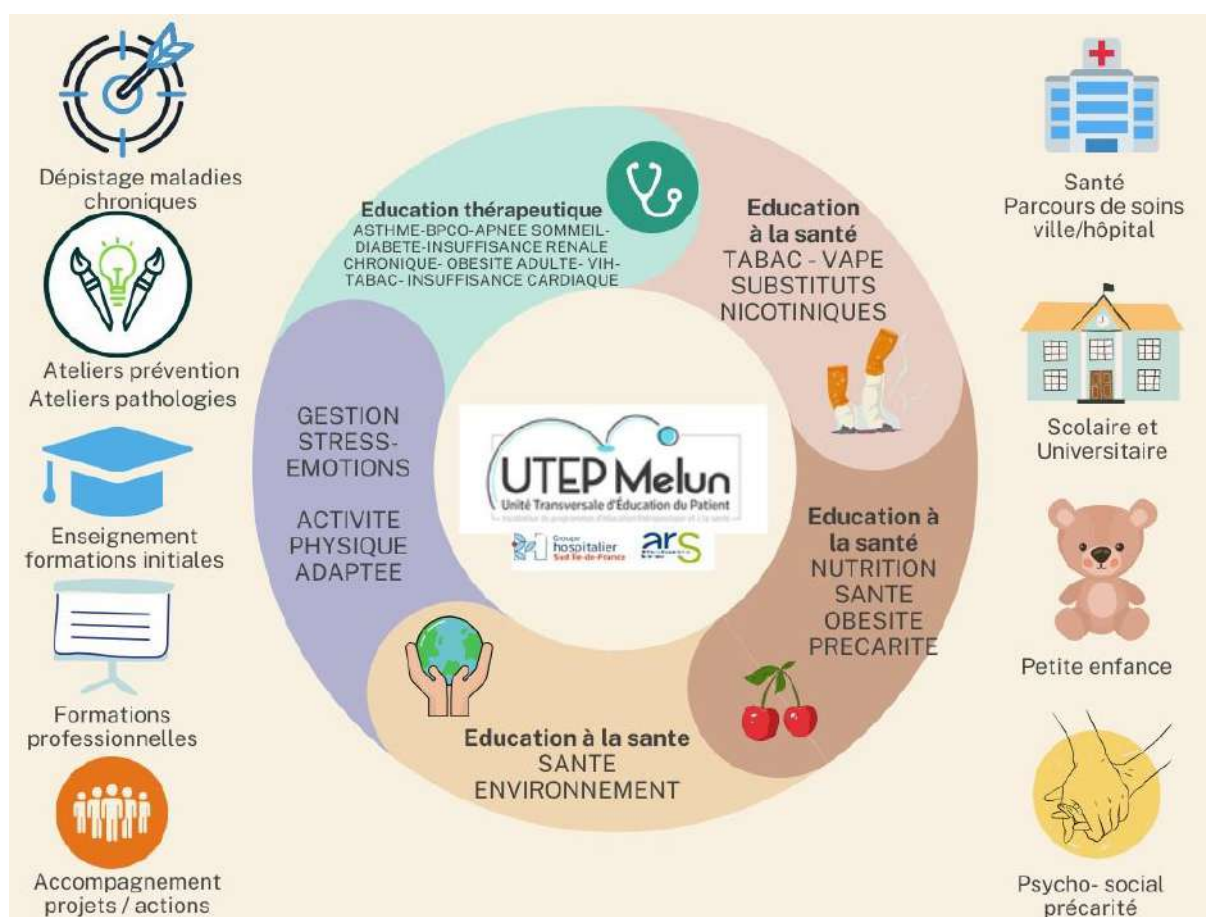 Dépistage maladies
chroniques
Ateliers prévention
Ateliers pathologies
Enseignement
formations initiales
Formations
professionnelles
Accompagnement
projets / actions
Education thérapeutique
ASTHME-BPCO-APNEE SOMMEIL-
DIABETE-INSUFFISANCE RENALE
CHRONIQUE- OBESITE ADULTE- VIH-
TABAC- INSUFFISANCE CARDIAQUE
Education
à la santé
TABAC - VAPE
SUBSTITUTS
NICOTINIQUES
Education à
la santé
NUTRITION
SANTE
OBESITE
PRECARITE
Education à la sante
SANTE
ENVIRONNEMENT
GESTION
STRESS-
EMOTIONS
ACTIVITE
PHYSIQUE
ADAPTEE
UTEP Melun
Unité Transversale d'Éducation du Patient
Groupe
hospitalier
Sud Ile-de-France
ars
Santé
Parcours de soins
ville/hôpital
Scolaire et
Universitaire
Petite enfance
Psycho- social
précarité